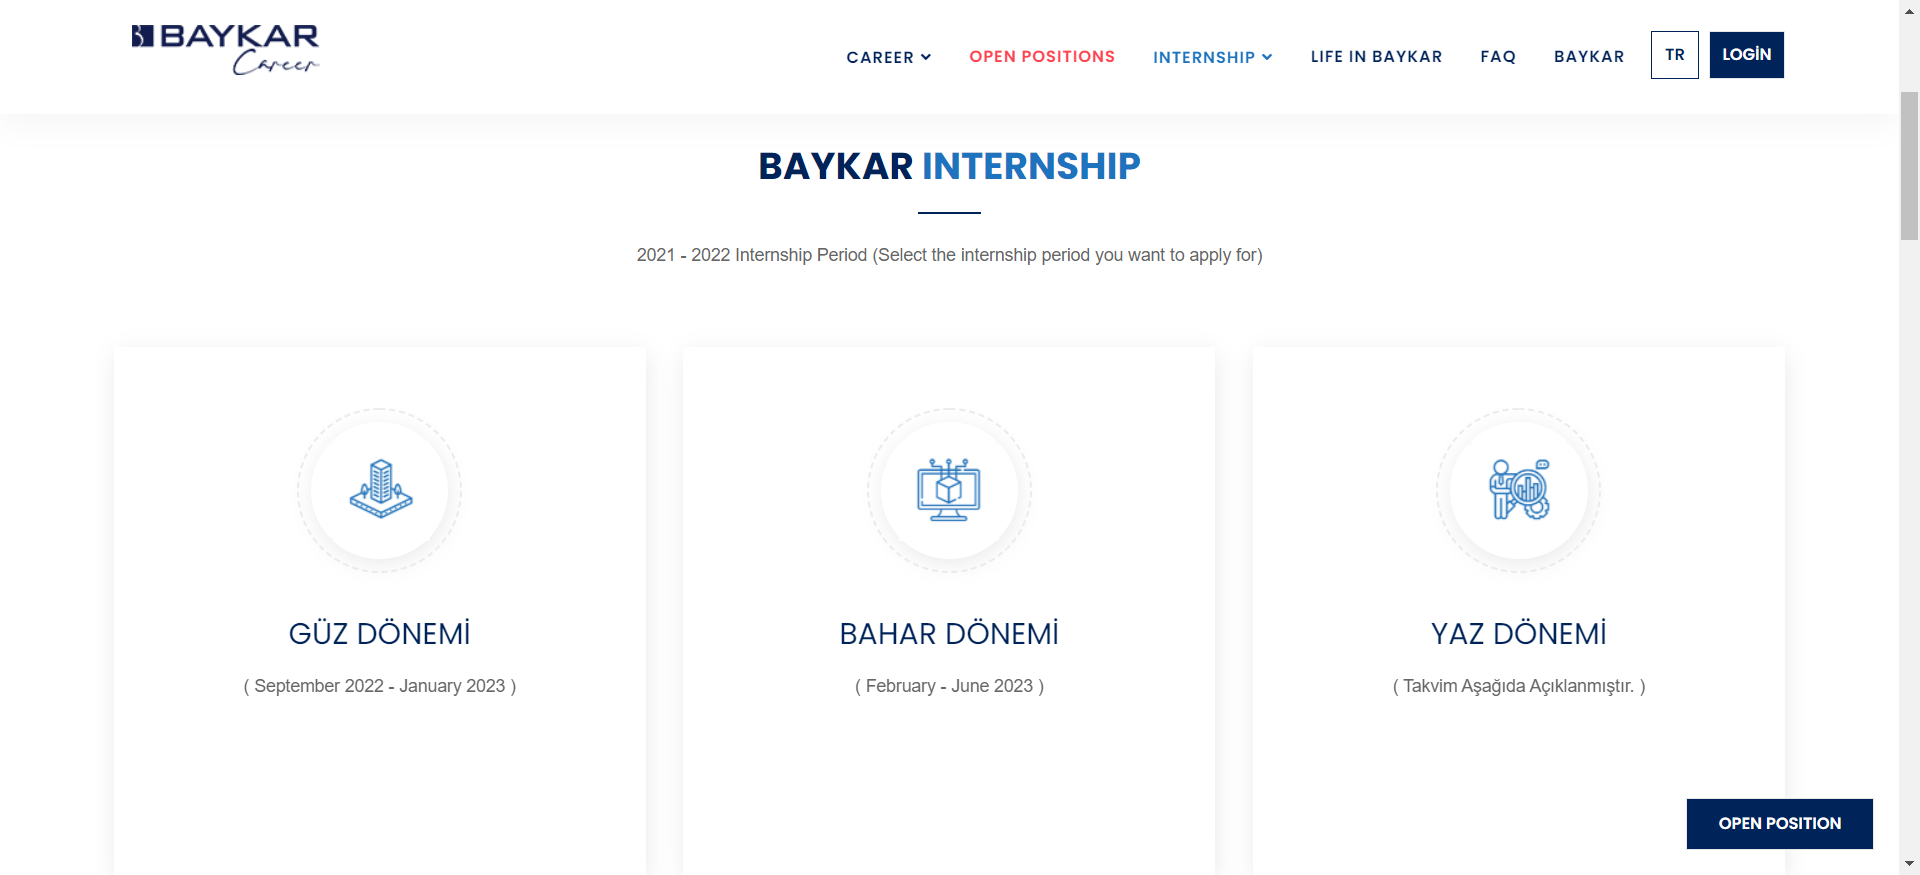 BAYKAR
Career
CAREER
OPEN POSITIONS
INTERNSHIP
LIFE IN BAYKAR
FAQ
BAYKAR
TR
LOGİN
BAYKAR INTERNSHIP
2021 - 2022 Internship Period (Select the internship period you want to apply for)
GÜZ DÖNEMİ
( September 2022 - January 2023 )
BAHAR DÖNEMİ
( February - June 2023 )
YAZ DÖNEMİ
( Takvim Aşağıda Açıklanmıştır. )
OPEN POSITION